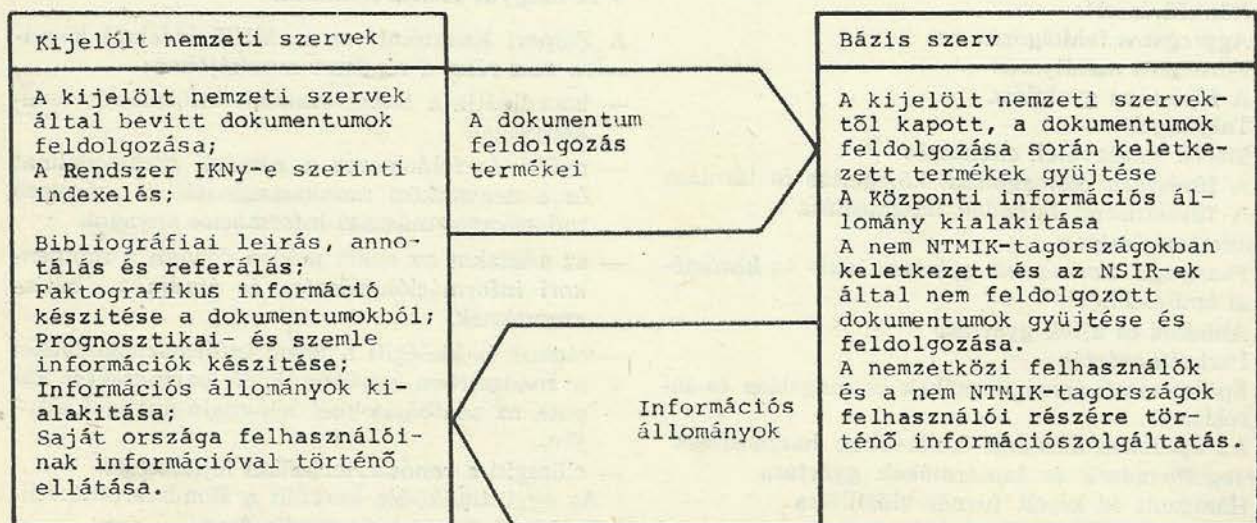 Kijelölt nemzeti szervek
A kijelölt nemzeti szervek
által bevitt dokumentumok
feldolgozása;
A Rendszer IKNy-e szerinti
indexelés;
Bibliográfiai leirás, anno-
tálás és referálás;
Faktografikus információ
készitése a dokumentumokból;
Prognosztikai- és szemle
információk készitése;
Információs állományok ki-
alakitása;
Saját országa felhasználói-
nak információval történő
ellátása.
A dokumentum
feldolgozás
termékei
Információs
állományok
Bázis szerv
A kijelölt nemzeti szervek-
től kapott, a dokumentumok
feldolgozása során keletke-
zett termékek gyüjtése
A Központi információs ál-
lomány kialakitása
A nem NTMIK-tagországokban
keletkezett és az NSIR-ek
által nem feldolgozott
dokumentumok gyüjtése és
feldolgozása.
A nemzetközi felhasználók
és a nem NTMIK-tagországok
felhasználói részére tör-
ténő információszolgáltatás.